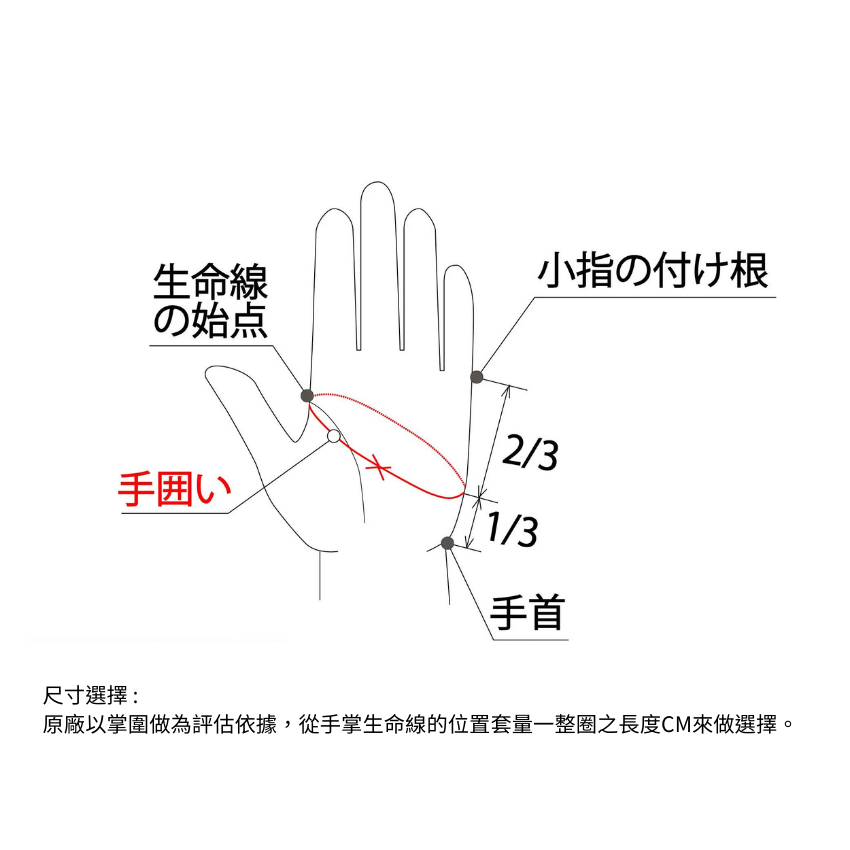 生命線
の始点
小指の付け根
手囲い
2/3
1/3
手首
尺寸選擇 :
原廠以掌圍做為評估依據，從手掌生命線的位置套量一整圈之長度CM來做選擇。